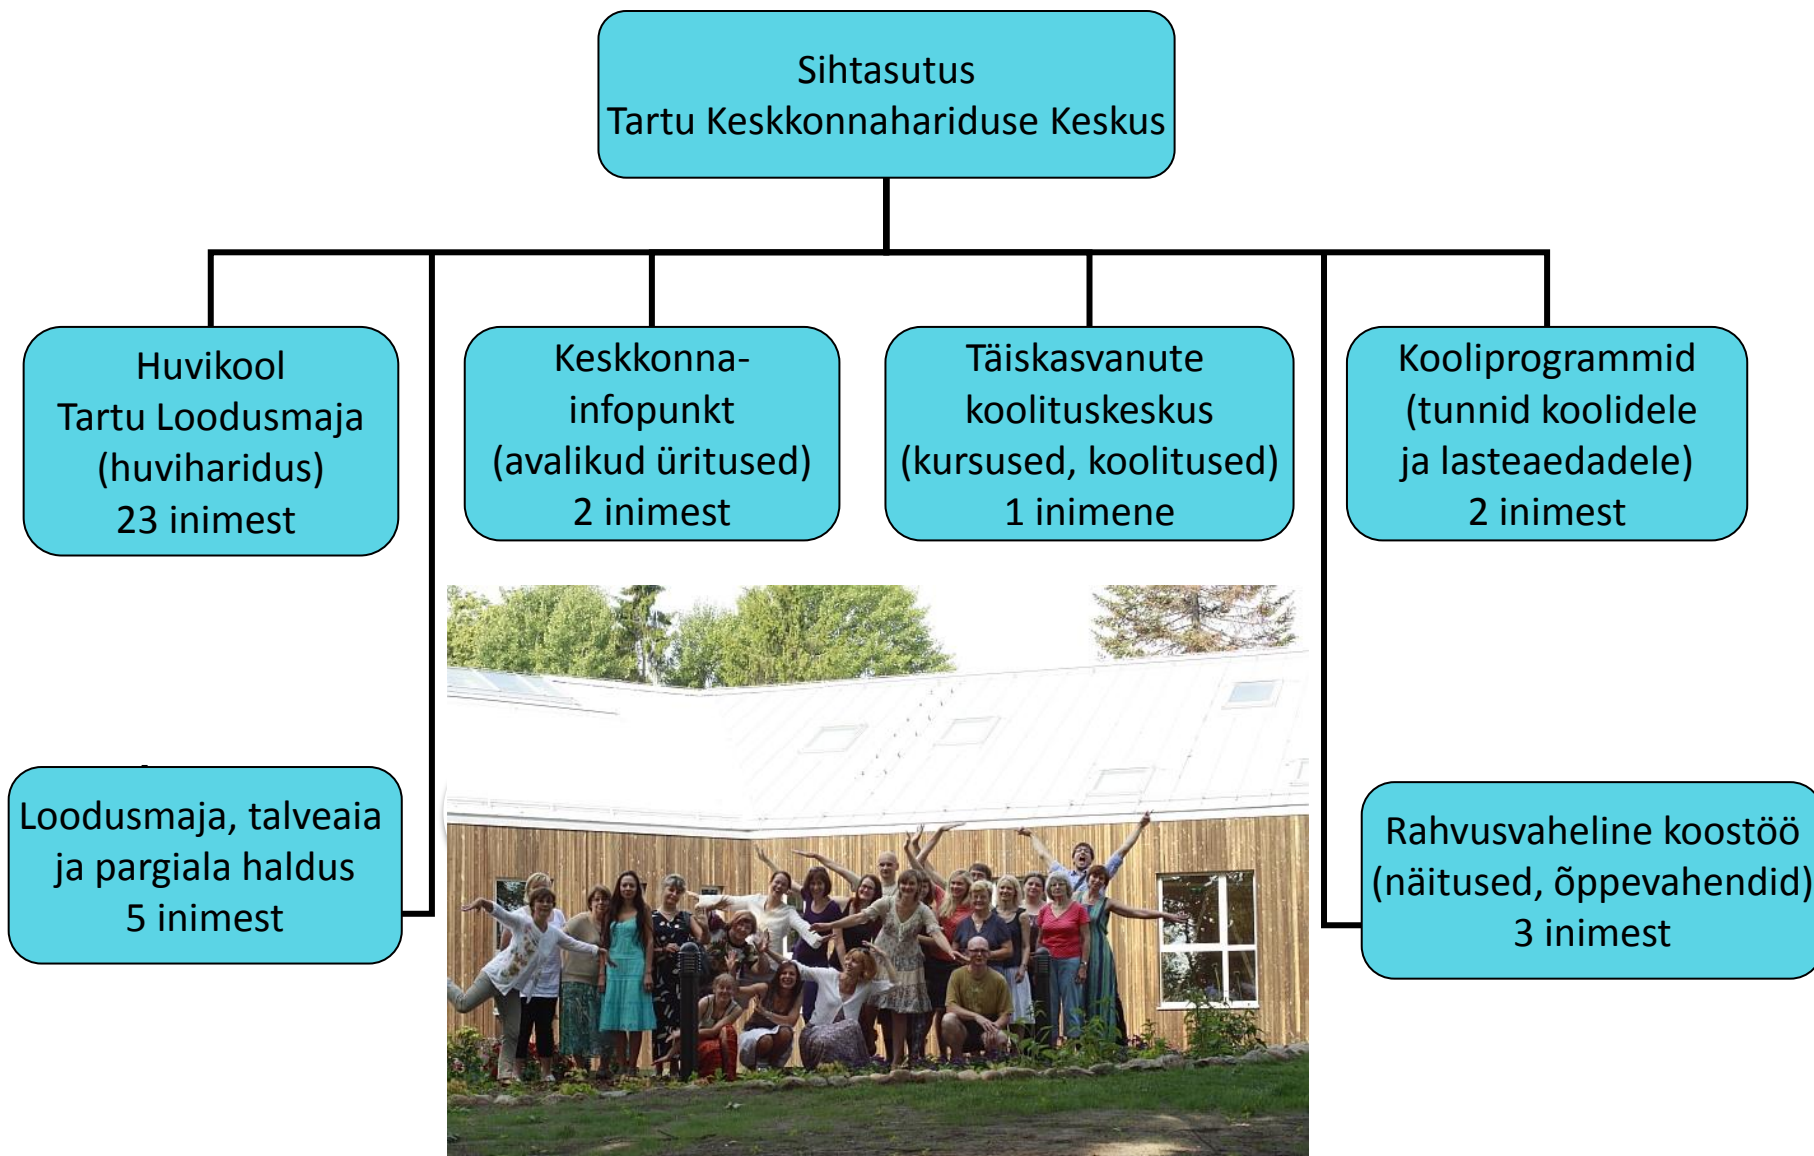 Sihtasutus
Tartu Keskkonnahariduse Keskus
Huvikool
Tartu Loodusmaja
(huviharidus)
23 inimest
Keskkonna-
infopunkt
(avalikud üritused)
2 inimest
Täiskasvanute
koolituskeskus
(kursused, koolitused)
1 inimene
Kooliprogrammid
(tunnid koolidele
ja lasteaedadele)
2 inimest
Loodusmaja, talveaia
ja pargiala haldus
5 inimest
Rahvusvaheline koostöö
(näitused, õppevahendid)
3 inimest